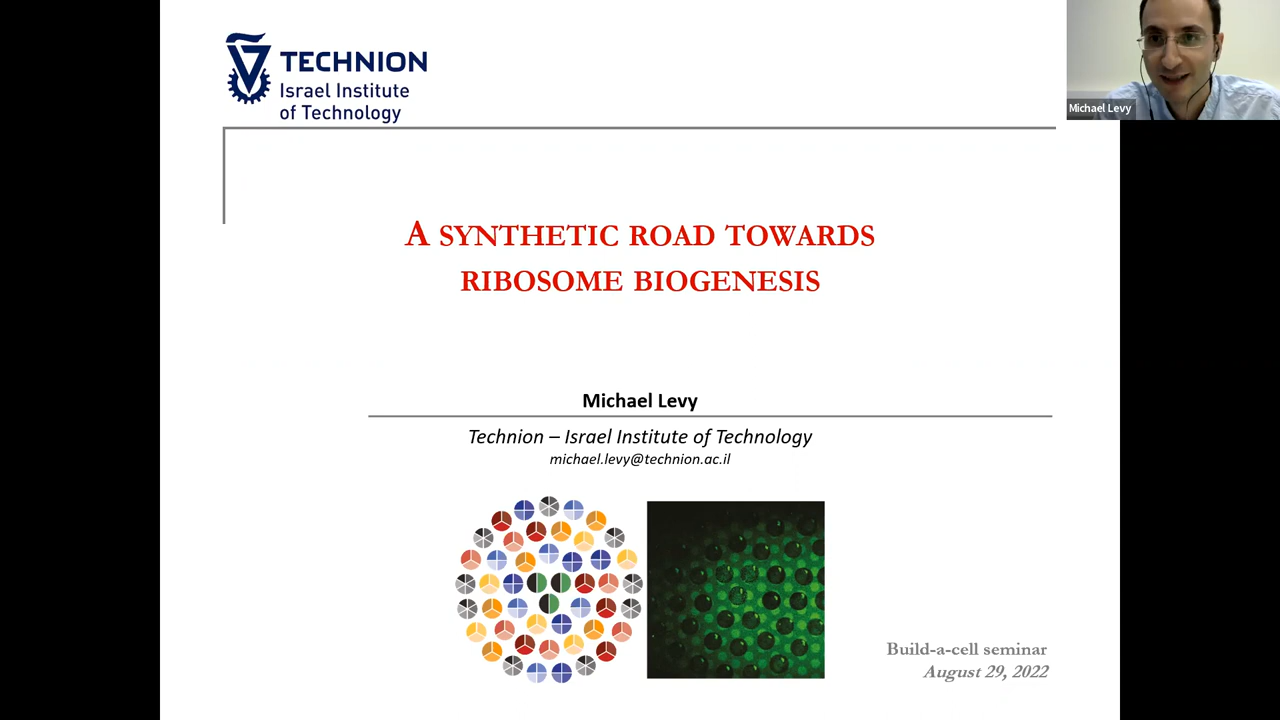 TECHNION
Israel Institute
of Technology
Michael Levy
A SYNTHETIC ROAD TOWARDS
RIBOSOME BIOGENESIS
Michael Levy
Technion – Israel Institute of Technology
michael.levy@technion.ac.il
Build-a-cell seminar
August 29, 2022